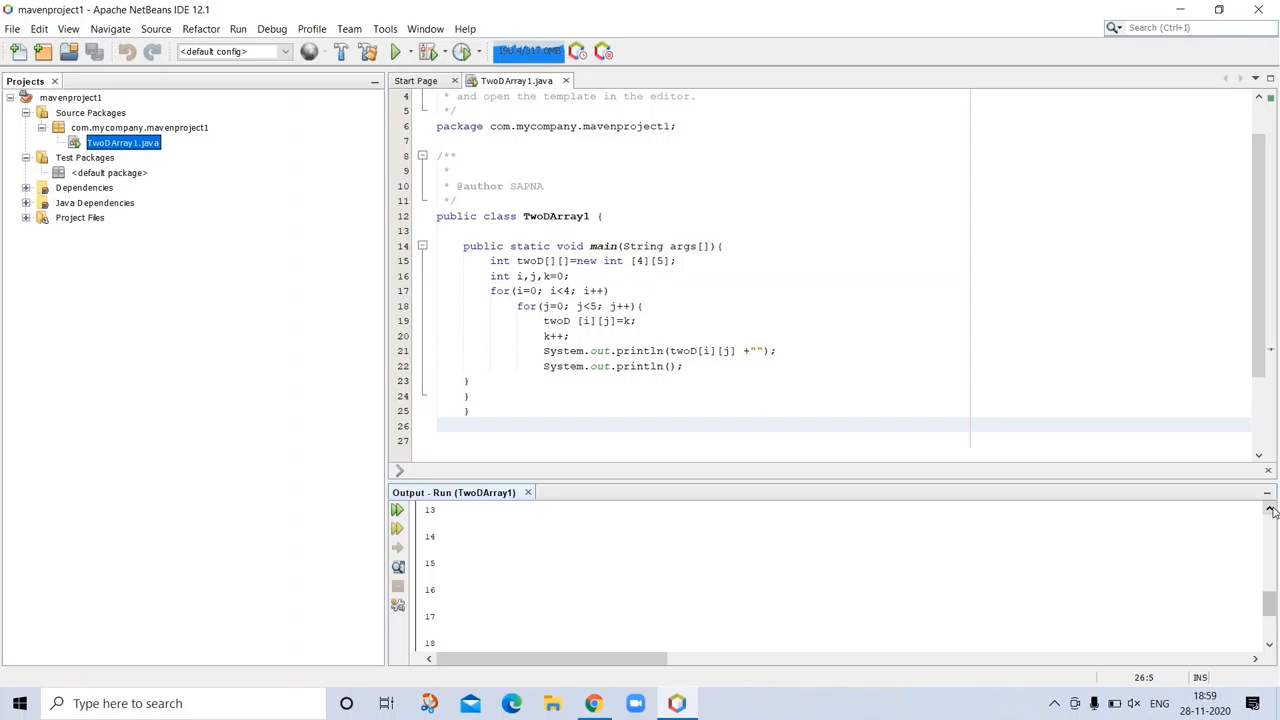 mavenproject1 - Apache NetBeans IDE 12.1
File Edit View Navigate Source Refactor Run Debug Profile Team Tools Window Help
Search (Ctrl+I)
<default config>
190.4/317.0MB
Projects
Start Page
TwoDArray1.java
mavenproject1
Source Packages
com.mycompany.mavenproject1
TwoDArray1.java
Test Packages
<default package>
Dependencies
Java Dependencies
Project Files
4 * and open the template in the editor.
5 */
6 package com.mycompany.mavenproject1;
7
8 /**
9 *
10 * @author SAPNA
11 */
12 public class TwoDArray1 {
13
14 public static void main(String args[]){
15 int twoD[][]=new int [4][5];
16 int i,j,k=0;
17 for(i=0; i<4; i++)
18 for(j=0; j<5; j++){
19 twoD [i][j]=k;
20 k++;
21 System.out.println(twoD[i][j] +"");
22 System.out.println();
23 }
24 }
25 }
26
27
Output - Run (TwoDArray1)
13
14
15
16
17
18
26:5 INS
Type here to search
ENG
18:59
28-11-2020